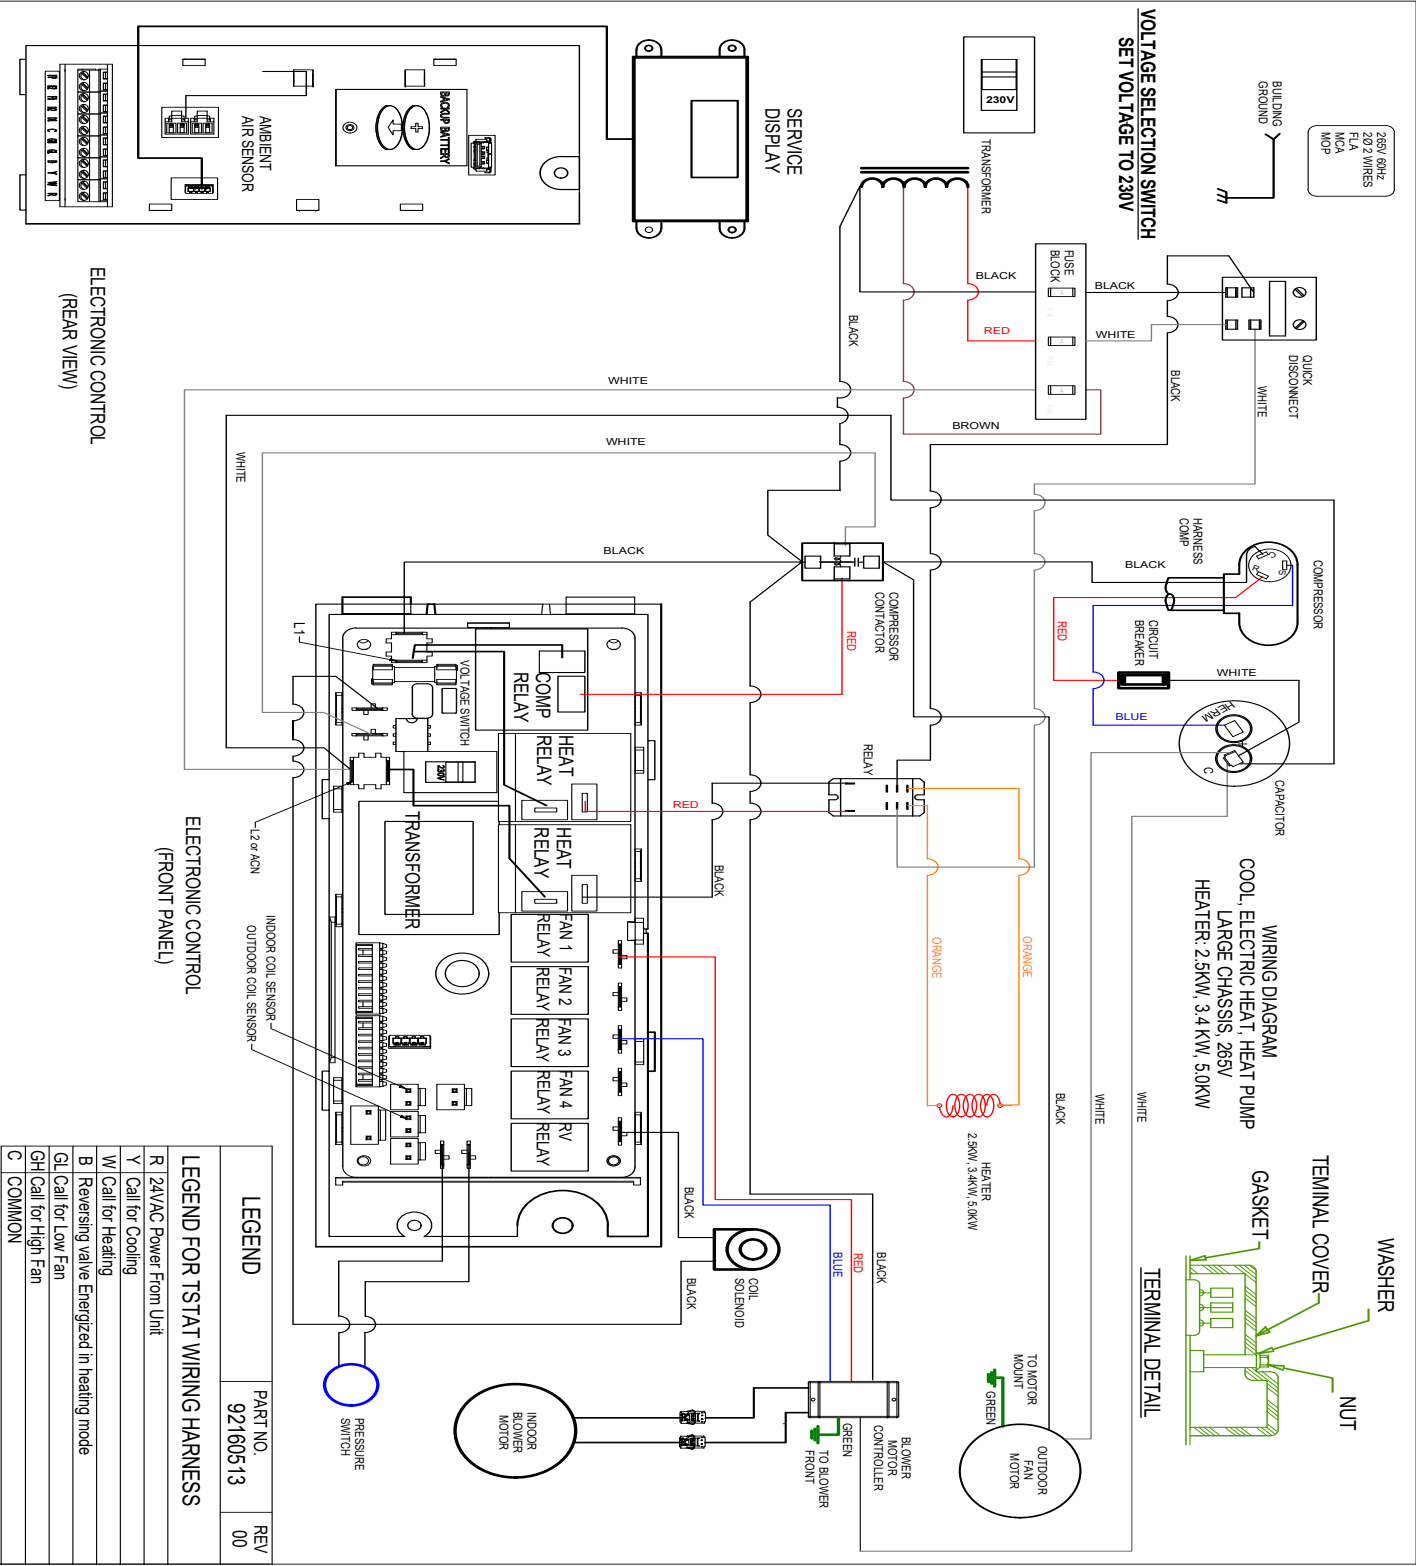 VOLTAGE SELECTION SWITCH
SET VOLTAGE TO 230V
BUILDING
GROUND
265V 60Hz
2Ø 2 WIRES
FLA
MCA
MOP
230V
TRANSFORMER
SERVICE
DISPLAY
BACKUP BATTERY
AMBIENT
AIR SENSOR
ELECTRONIC CONTROL
(REAR VIEW)
FUSE
BLOCK
BLACK
RED
BLACK
WHITE
BLACK
BROWN
QUICK
DISCONNECT
BLACK
WHITE
WHITE
WHITE
WHITE
BLACK
COMPRESSOR
CONTACTOR
RED
HARNESS
COMP
COMPRESSOR
C
S
R
BLACK
RED
CIRCUIT
BREAKER
WHITE
BLUE
HERM
C
CAPACITOR
L1
VOLTAGE SWITCH
230V
COMP
RELAY
HEAT
RELAY
HEAT
RELAY
TRANSFORMER
FAN 1
RELAY
FAN 2
RELAY
FAN 3
RELAY
FAN 4
RELAY
RV
RELAY
L2 or ACN
ELECTRONIC CONTROL
(FRONT PANEL)
INDOOR COIL SENSOR
OUTDOOR COIL SENSOR
RELAY
RED
BLACK
ORANGE
ORANGE
HEATER
2.5KW, 3.4KW, 5.0KW
BLACK
WHITE
WHITE
WIRING DIAGRAM
COOL, ELECTRIC HEAT, HEAT PUMP
LARGE CHASSIS, 265V
HEATER: 2.5KW, 3.4 KW, 5.0KW
WASHER
TEMINAL COVER
GASKET
NUT
TERMINAL DETAIL
BLACK
BLACK
COIL
SOLENOID
BLUE
RED
BLACK
PRESSURE
SWITCH
INDOOR
BLOWER
MOTOR
BLOWER
MOTOR
CONTROLLER
GREEN
TO BLOWER
FRONT
TO MOTOR
MOUNT
GREEN
OUTDOOR
FAN
MOTOR
LEGEND
PART NO.
92160513
REV
00
LEGEND FOR TSTAT WIRING HARNESS
R 24VAC Power From Unit
Y Call for Cooling
W Call for Heating
B Reversing valve Energized in heating mode
GL Call for Low Fan
GH Call for High Fan
C COMMON